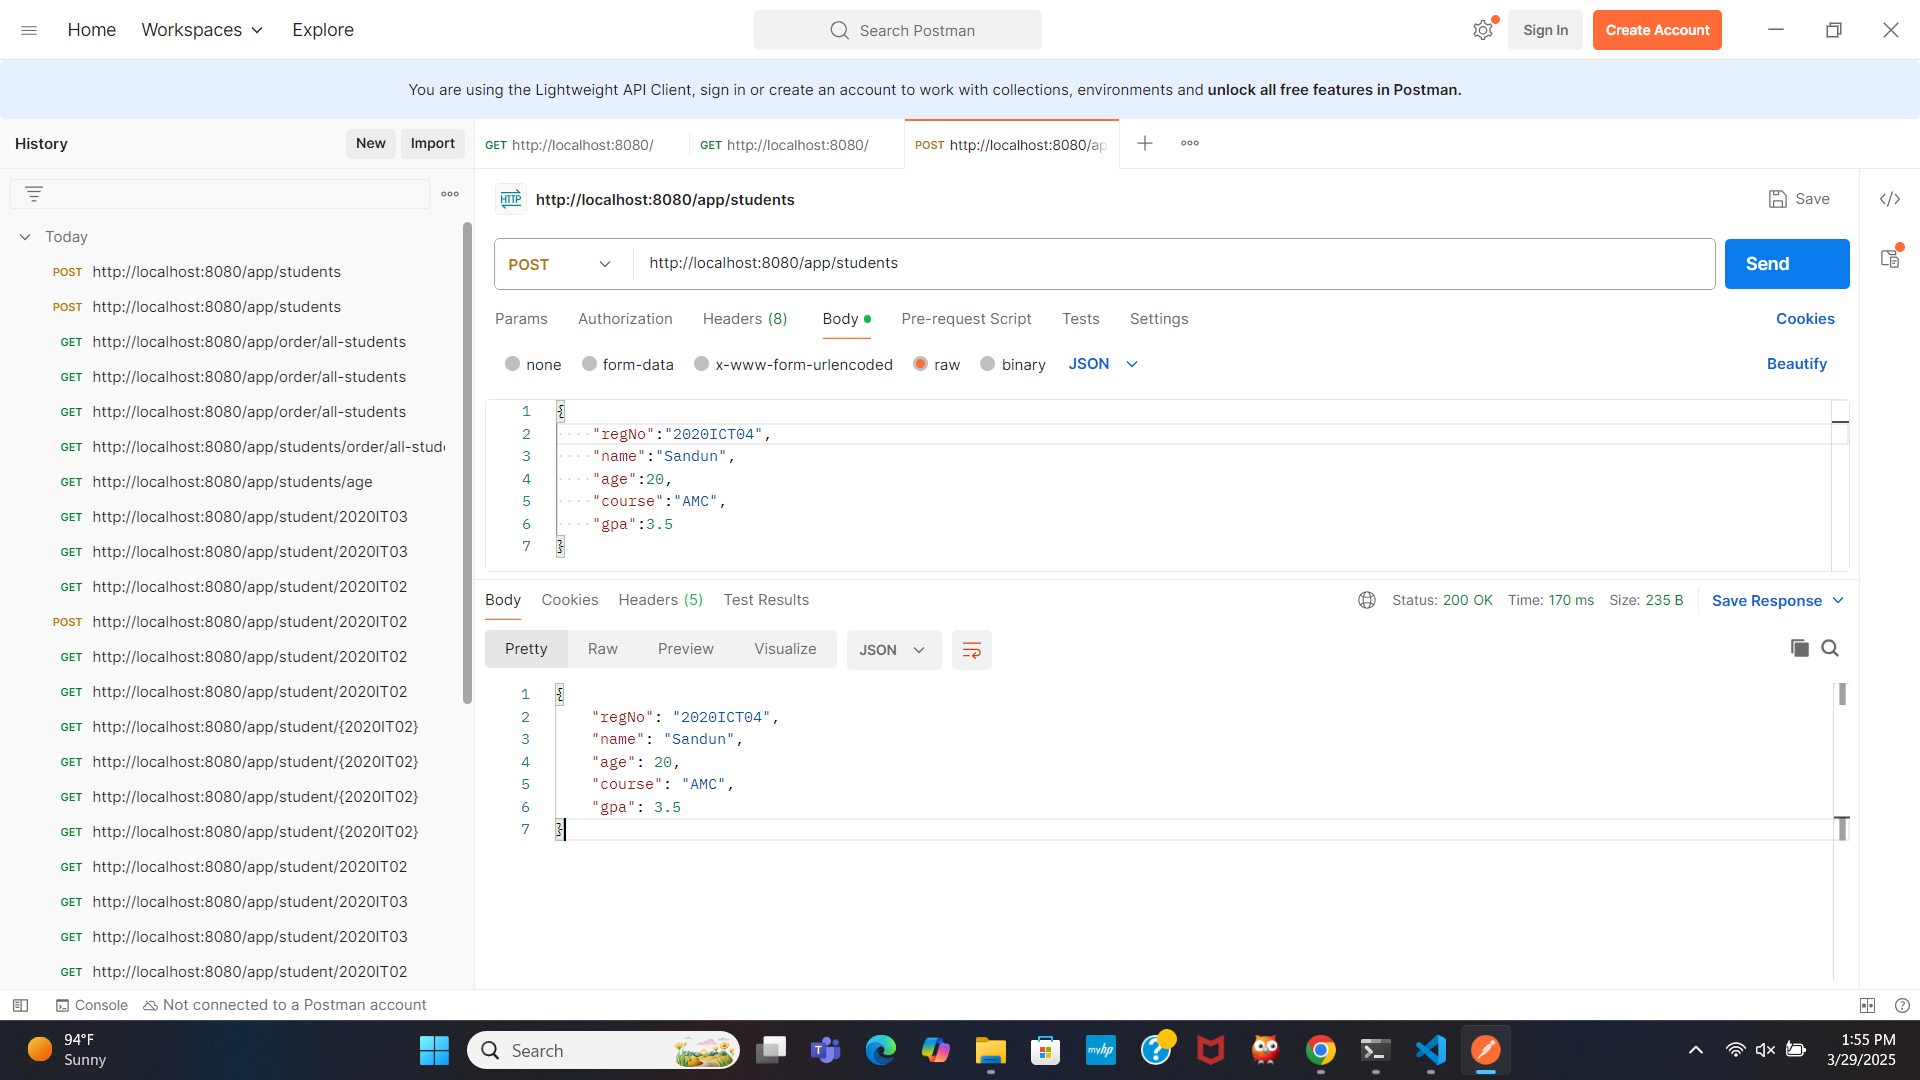 Home Workspaces Explore Search Postman Sign In Create Account
You are using the Lightweight API Client, sign in or create an account to work with collections, environments and unlock all free features in Postman.
History New Import
Today
POST http://localhost:8080/app/students
POST http://localhost:8080/app/students
GET http://localhost:8080/app/order/all-students
GET http://localhost:8080/app/order/all-students
GET http://localhost:8080/app/order/all-students
GET http://localhost:8080/app/students/order/all-stude
GET http://localhost:8080/app/students/age
GET http://localhost:8080/app/student/2020IT03
GET http://localhost:8080/app/student/2020IT03
GET http://localhost:8080/app/student/2020IT02
POST http://localhost:8080/app/student/2020IT02
GET http://localhost:8080/app/student/2020IT02
GET http://localhost:8080/app/student/2020IT02
GET http://localhost:8080/app/student/{2020IT02}
GET http://localhost:8080/app/student/{2020IT02}
GET http://localhost:8080/app/student/{2020IT02}
GET http://localhost:8080/app/student/{2020IT02}
GET http://localhost:8080/app/student/2020IT02
GET http://localhost:8080/app/student/2020IT03
GET http://localhost:8080/app/student/2020IT03
GET http://localhost:8080/app/student/2020IT02
GET http://localhost:8080/ GET http://localhost:8080/ POST http://localhost:8080/ap
HTTP http://localhost:8080/app/students Save
POST http://localhost:8080/app/students Send
Params Authorization Headers (8) Body Pre-request Script Tests Settings Cookies
none form-data x-www-form-urlencoded raw binary JSON Beautify
1 {
2 "regNo":"2020ICT04",
3 "name":"Sandun",
4 "age":20,
5 "course":"AMC",
6 "gpa":3.5
7 }
Body Cookies Headers (5) Test Results Status: 200 OK Time: 170 ms Size: 235 B Save Response
Pretty Raw Preview Visualize JSON
1 {
2 "regNo": "2020ICT04",
3 "name": "Sandun",
4 "age": 20,
5 "course": "AMC",
6 "gpa": 3.5
7 }
Console Not connected to a Postman account
94°F
Sunny
Search
myhp
1:55 PM
3/29/2025